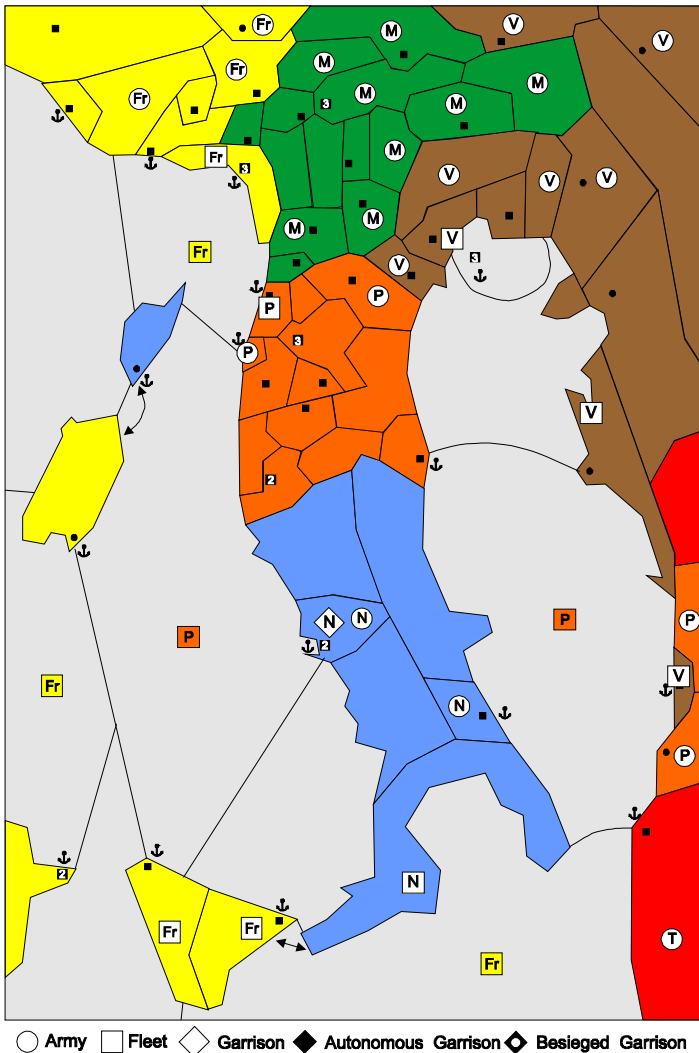 Fr V
M V
Fr
M
Fr M M
3 M
M
Fr V V V
3
M
M V
Fr V 3
P
P
3
P
V
2
N N P P
P 2
Fr V
N
P
2 N
Fr Fr T
Fr
Army Fleet Garrison Autonomous Garrison Besieged Garrison